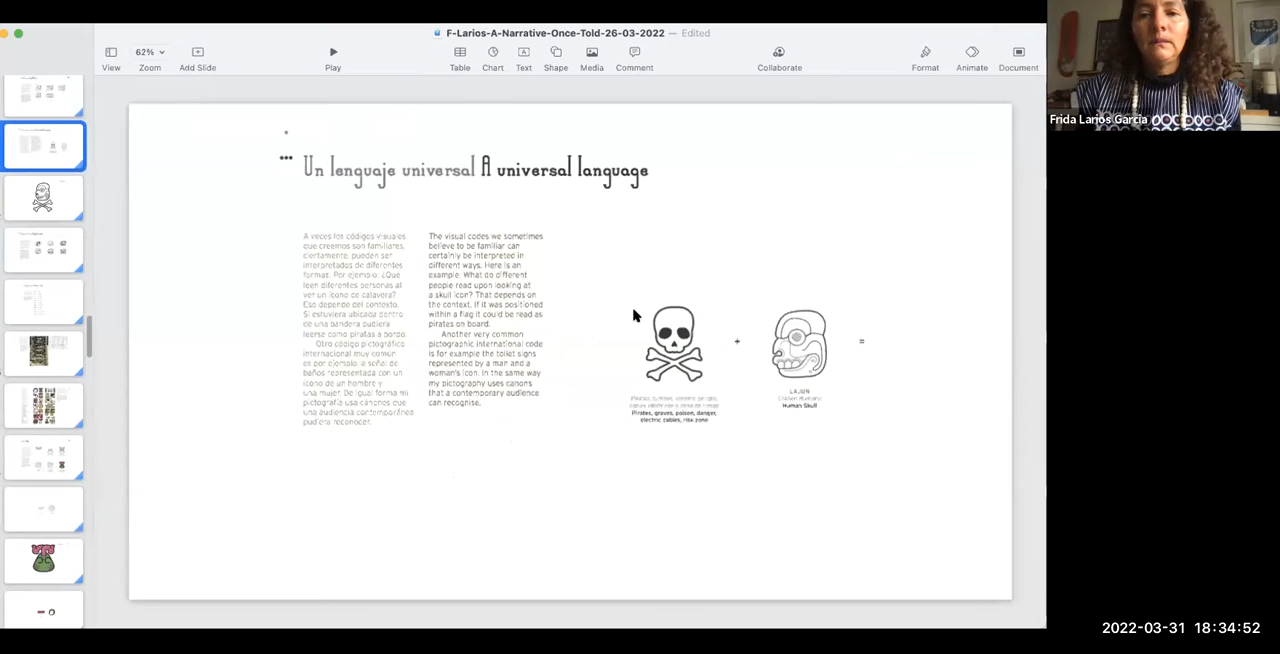 F-Larios-A-Narrative-Once-Told-26-03-2022 — Edited
62%
View
Zoom
Add Slide
Play
Table
Chart
Text
Shape
Media
Comment
Collaborate
Format
Animate
Document
Frida Larios García
Un lenguaje universal A universal language
A veces los códigos visuales
que creemos son familiares,
ciertamente, pueden ser
interpretados de diferentes
formas. Por ejemplo: ¿Qué
leen diferentes personas al
ver un ícono de calavera?
Eso depende del contexto.
Si estuviera ubicada dentro
de una bandera pudiera
leerse como piratas a bordo.
Otro código pictográfico
internacional muy común
es por ejemplo la señal de
baños representada con un
ícono de un hombre y
una mujer. De igual forma mi
pictografía usa cánones que
una audiencia contemporánea
pudiera reconocer.
The visual codes we sometimes
believe to be familiar can
certainly be interpreted in
different ways. Here is an
example: What do different
people read upon looking at
a skull icon? That depends on
the context. If it was positioned
within a flag it could be read as
pirates on board.
Another very common
pictographic international code
is for example the toilet signs
represented by a man and a
woman's icon. In the same way
my pictography uses canons
that a contemporary audience
can recognise.
+
=
Pirates, graves, poison, danger,
electric cables, risk zone
LAJUN
Human Skull
2022-03-31 18:34:52